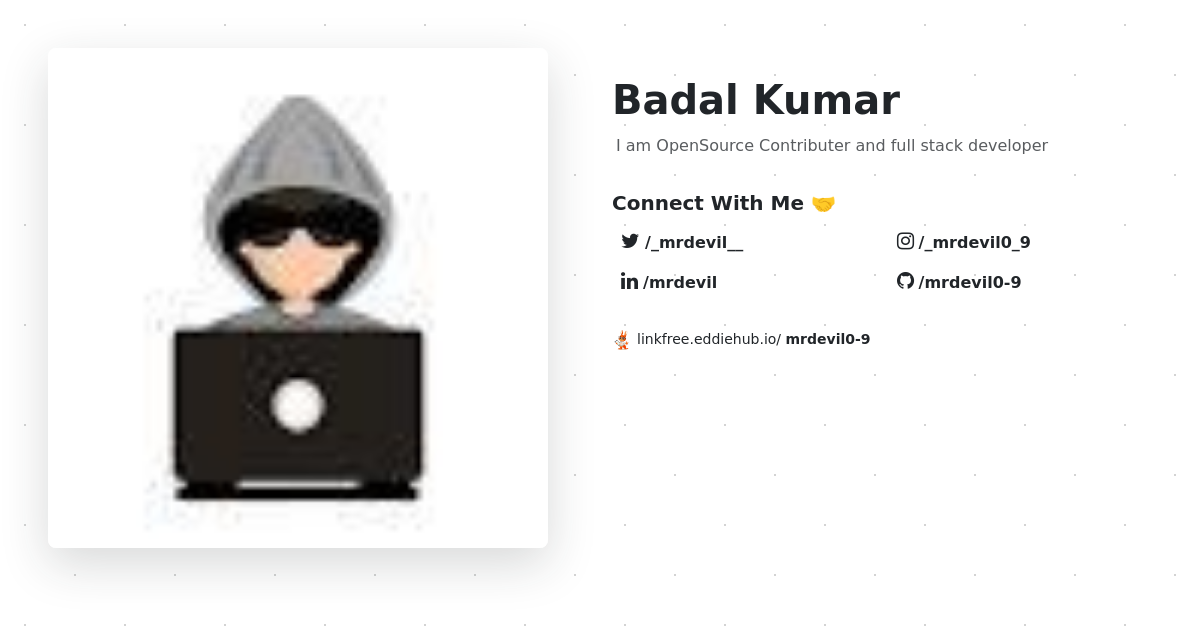 Badal Kumar
I am OpenSource Contributer and full stack developer
Connect With Me 🤝
/_mrdevil__
/_mrdevil0_9
/mrdevil
/mrdevil0-9
linkfree.eddiehub.io/ mrdevil0-9